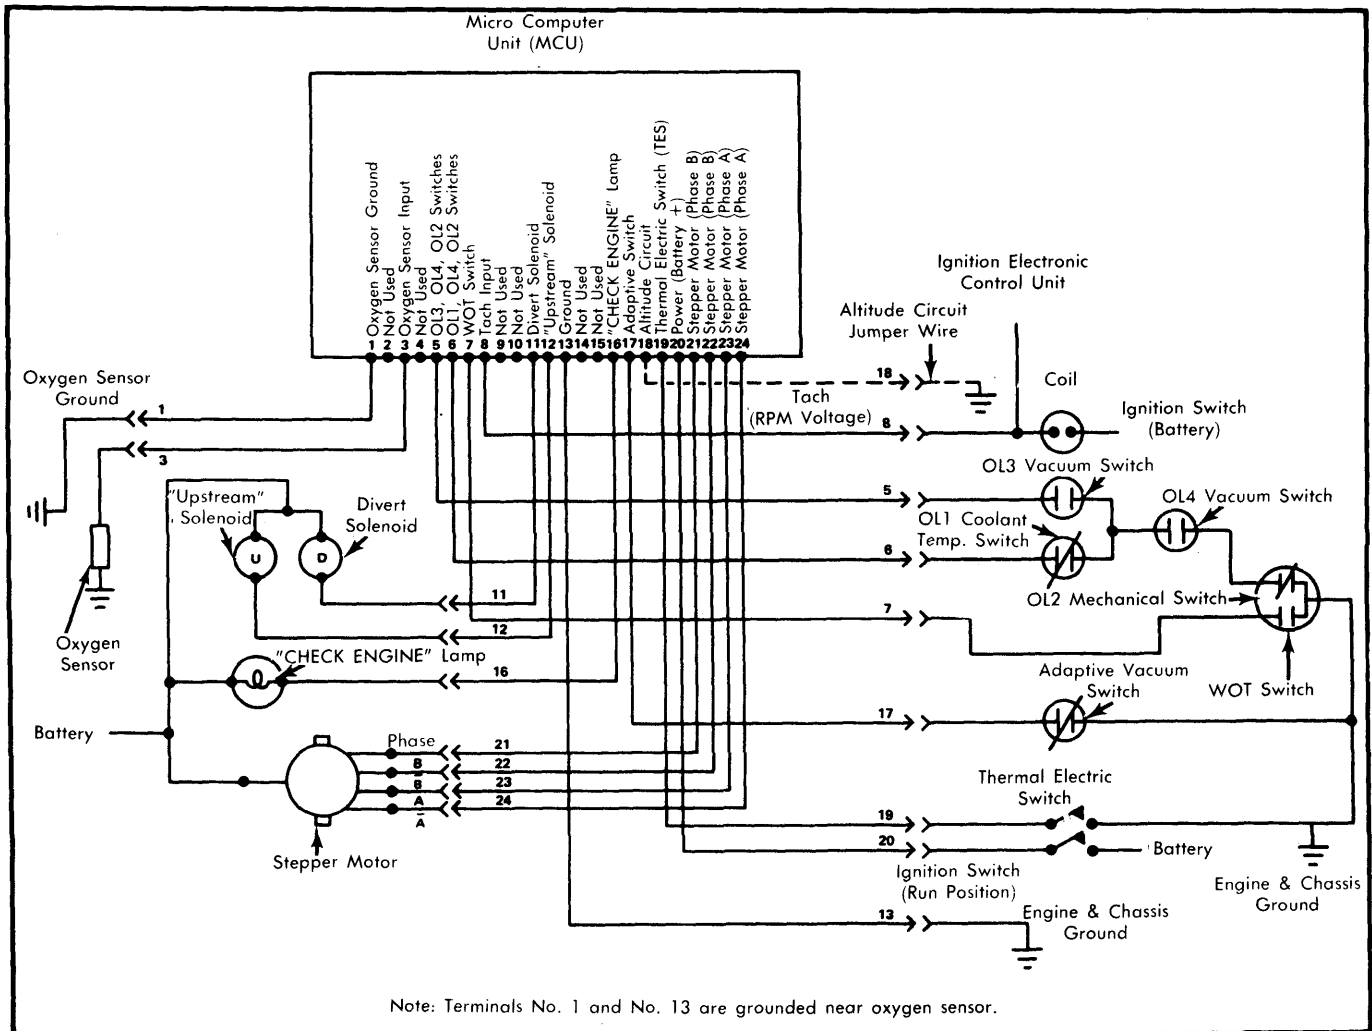 Micro Computer
Unit (MCU)
Oxygen Sensor Ground
Not Used
Oxygen Sensor Input
Not Used
OL3, OL4, OL2 Switches
OL1, OL4, OL2 Switches
WOT Switch
Tach Input
Not Used
Not Used
Divert Solenoid
"Upstream" Solenoid
Ground
Not Used
Not Used
"CHECK ENGINE" Lamp
Adaptive Switch
Altitude Circuit
Thermal Electric Switch (TES)
Power (Battery +)
Stepper Motor (Phase B)
Stepper Motor (Phase B)
Stepper Motor (Phase A)
Stepper Motor (Phase A)
1 2 3 4 5 6 7 8 9 10 11 12 13 14 15 16 17 18 19 20 21 22 23 24
Ignition Electronic
Control Unit
Altitude Circuit
Jumper Wire
18
Tach
(RPM Voltage)
8
Coil
Ignition Switch
(Battery)
Oxygen Sensor
Ground
1
3
Oxygen
Sensor
"Upstream"
Solenoid
U
Divert
Solenoid
D
11
12
"CHECK ENGINE" Lamp
16
Battery
Phase
B
B
A
A
21
22
23
24
Stepper Motor
OL3 Vacuum Switch
5
OL4 Vacuum Switch
OL1 Coolant
Temp. Switch
6
OL2 Mechanical Switch
7
WOT Switch
Adaptive Vacuum
Switch
17
Thermal Electric
Switch
19
20
Battery
Ignition Switch
(Run Position)
Engine & Chassis
Ground
13
Engine & Chassis
Ground
Note: Terminals No. 1 and No. 13 are grounded near oxygen sensor.